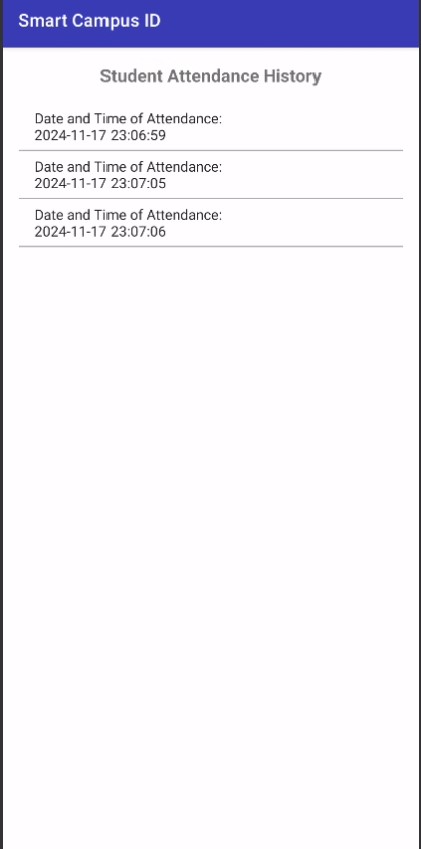 Smart Campus ID
Student Attendance History
Date and Time of Attendance:
2024-11-17 23:06:59
Date and Time of Attendance:
2024-11-17 23:07:05
Date and Time of Attendance:
2024-11-17 23:07:06